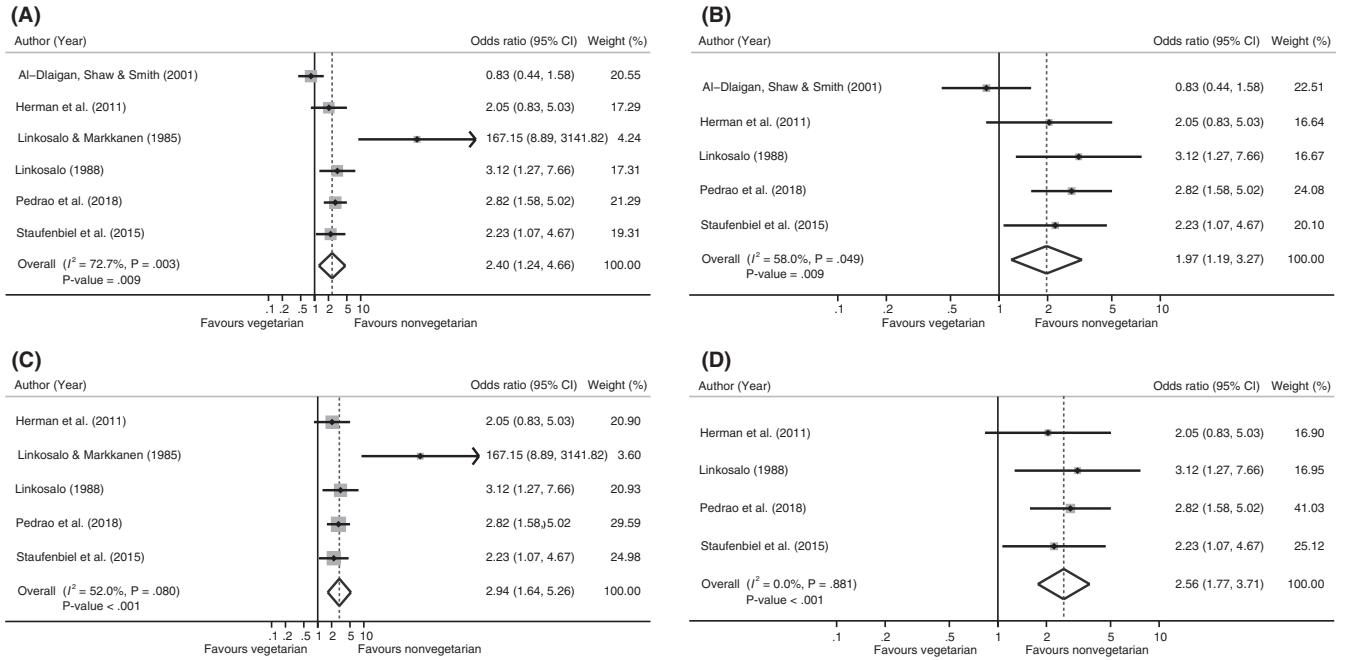 (A)
Author (Year) Odds ratio (95% CI) Weight (%)
Al–Dlaigan, Shaw & Smith (2001) 0.83 (0.44, 1.58) 20.55
Herman et al. (2011) 2.05 (0.83, 5.03) 17.29
Linkosalo & Markkanen (1985) 167.15 (8.89, 3141.82) 4.24
Linkosalo (1988) 3.12 (1.27, 7.66) 17.31
Pedrao et al. (2018) 2.82 (1.58, 5.02) 21.29
Staufenbiel et al. (2015) 2.23 (1.07, 4.67) 19.31
Overall (I² = 72.7%, P = .003) 2.40 (1.24, 4.66) 100.00
P-value = .009
.1 .2 .5 1 2 5 10
Favours vegetarian Favours nonvegetarian
(B)
Author (Year) Odds ratio (95% CI) Weight (%)
Al–Dlaigan, Shaw & Smith (2001) 0.83 (0.44, 1.58) 22.51
Herman et al. (2011) 2.05 (0.83, 5.03) 16.64
Linkosalo (1988) 3.12 (1.27, 7.66) 16.67
Pedrao et al. (2018) 2.82 (1.58, 5.02) 24.08
Staufenbiel et al. (2015) 2.23 (1.07, 4.67) 20.10
Overall (I² = 58.0%, P = .049) 1.97 (1.19, 3.27) 100.00
P-value = .009
.1 .2 .5 1 2 5 10
Favours vegetarian Favours nonvegetarian
(C)
Author (Year) Odds ratio (95% CI) Weight (%)
Herman et al. (2011) 2.05 (0.83, 5.03) 20.90
Linkosalo & Markkanen (1985) 167.15 (8.89, 3141.82) 3.60
Linkosalo (1988) 3.12 (1.27, 7.66) 20.93
Pedrao et al. (2018) 2.82 (1.58,)5.02 29.59
Staufenbiel et al. (2015) 2.23 (1.07, 4.67) 24.98
Overall (I² = 52.0%, P = .080) 2.94 (1.64, 5.26) 100.00
P-value < .001
.1 .2 .5 1 2 5 10
Favours vegetarian Favours nonvegetarian
(D)
Author (Year) Odds ratio (95% CI) Weight (%)
Herman et al. (2011) 2.05 (0.83, 5.03) 16.90
Linkosalo (1988) 3.12 (1.27, 7.66) 16.95
Pedrao et al. (2018) 2.82 (1.58, 5.02) 41.03
Staufenbiel et al. (2015) 2.23 (1.07, 4.67) 25.12
Overall (I² = 0.0%, P = .881) 2.56 (1.77, 3.71) 100.00
P-value < .001
.1 .2 .5 1 2 5 10
Favours vegetarian Favours nonvegetarian